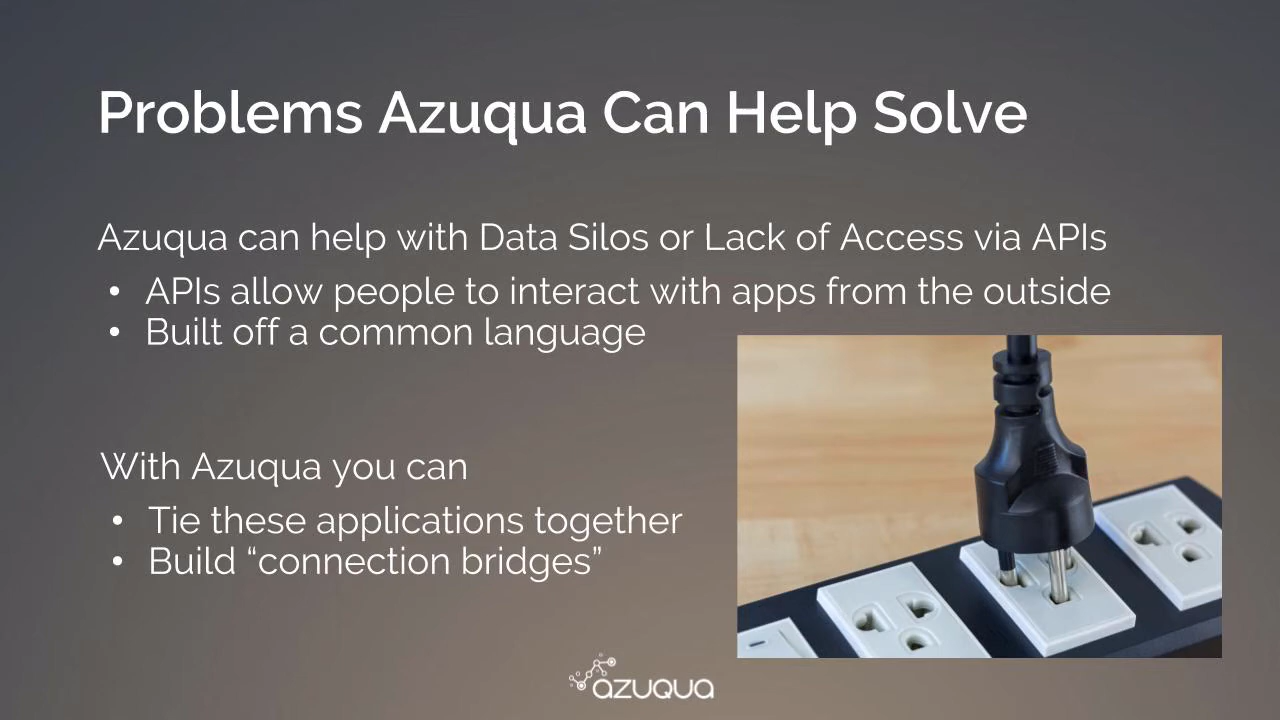 Problems Azuqua Can Help Solve
Azuqua can help with Data Silos or Lack of Access via APIs
• APIs allow people to interact with apps from the outside
• Built off a common language
With Azuqua you can
• Tie these applications together
• Build “connection bridges”
azuqua